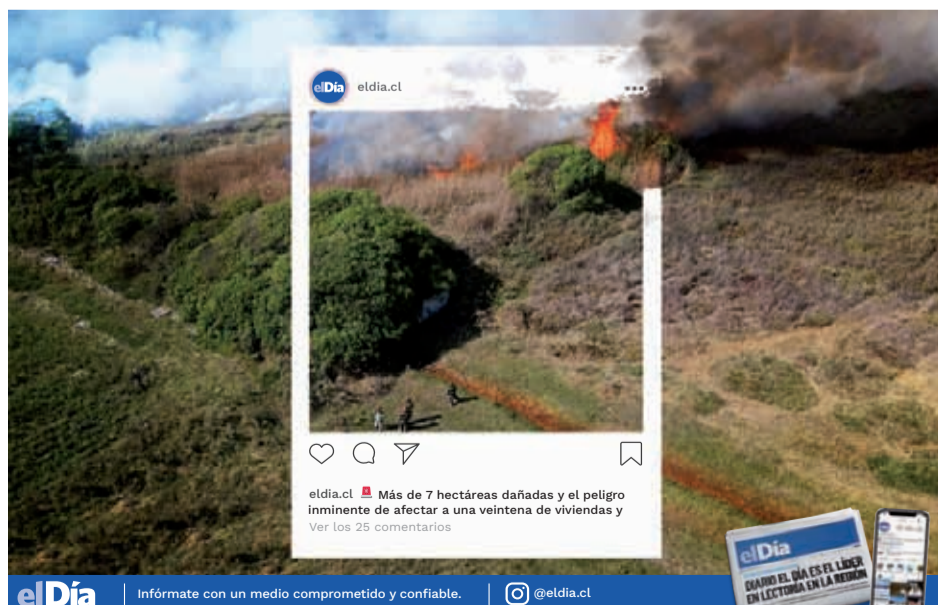 elDía eldia.cl
eldia.cl Más de 7 hectáreas dañadas y el peligro
inminente de afectar a una veintena de viviendas y
Ver los 25 comentarios
elDía
DIARIO EL DÍA ES EL LÍDER
EN LECTORÍA EN LA REGIÓN
elDía
Infórmate con un medio comprometido y confiable.
@eldia.cl